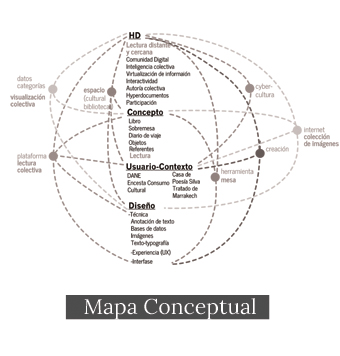 HD
Lectura distante
y cercana
Comunidad Digital
Inteligencia colectiva
Virtualización de informaión
Interactividad
Autoría colectiva
Hyperdocumentos
Participación
datos
categorías
visualización
colectiva
espacio
(cultural
biblioteca)
cyber-
cultura
Concepto
Libro
Sobremesa
Diario de viaje
Objetos
Referentes
Lectura
internet
colección
de imágenes
plataforma
lectura
colectiva
creación
Usuario-Contexto
DANE
Encesta Consumo
Cultural
Casa de
Poesía Silva
Tratado de
Marrakech
herramienta
mesa
Diseño
-Técnica
Anotación de texto
Bases de datos
Imágenes
Texto-typografía
-Experiencia (UX)
-Interfase
Mapa Conceptual